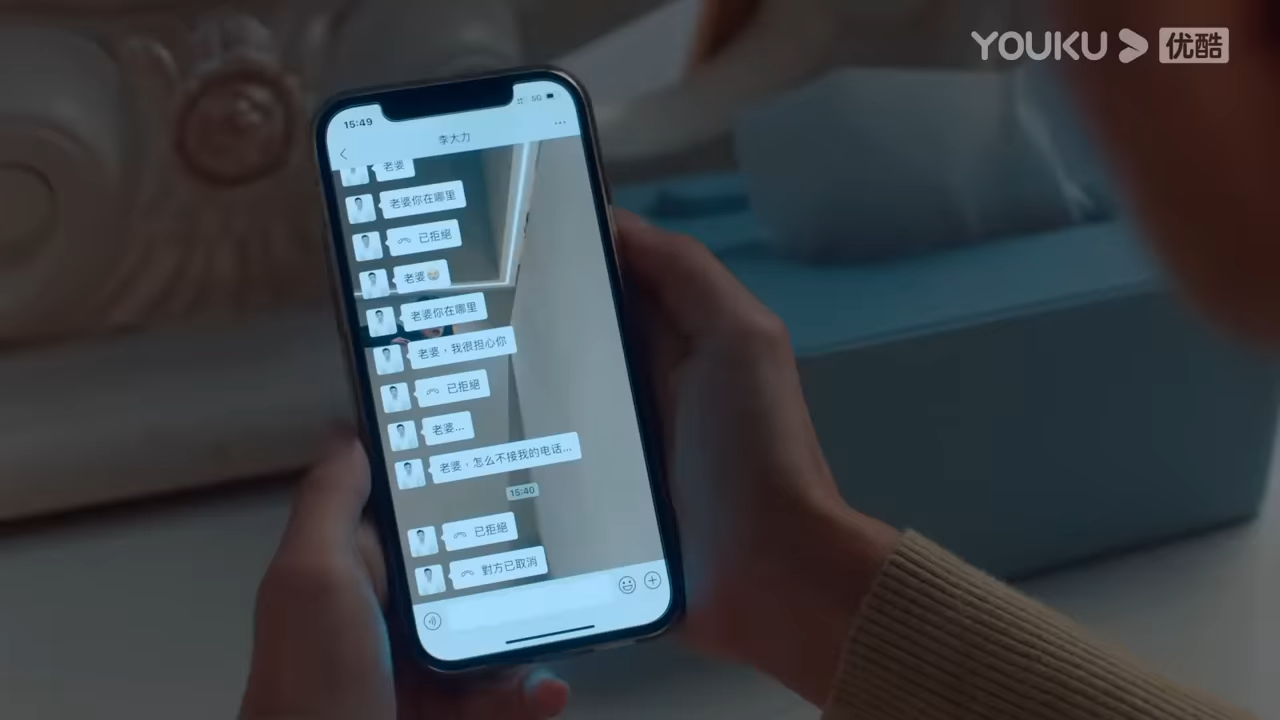 YOUKU 优酷
15:49
5G
李大力
老婆
老婆你在哪里
已拒絕
老婆
老婆你在哪里
老婆，我很担心你
已拒絕
老婆...
老婆，怎么不接我的电话...
15:40
已拒絕
對方已取消